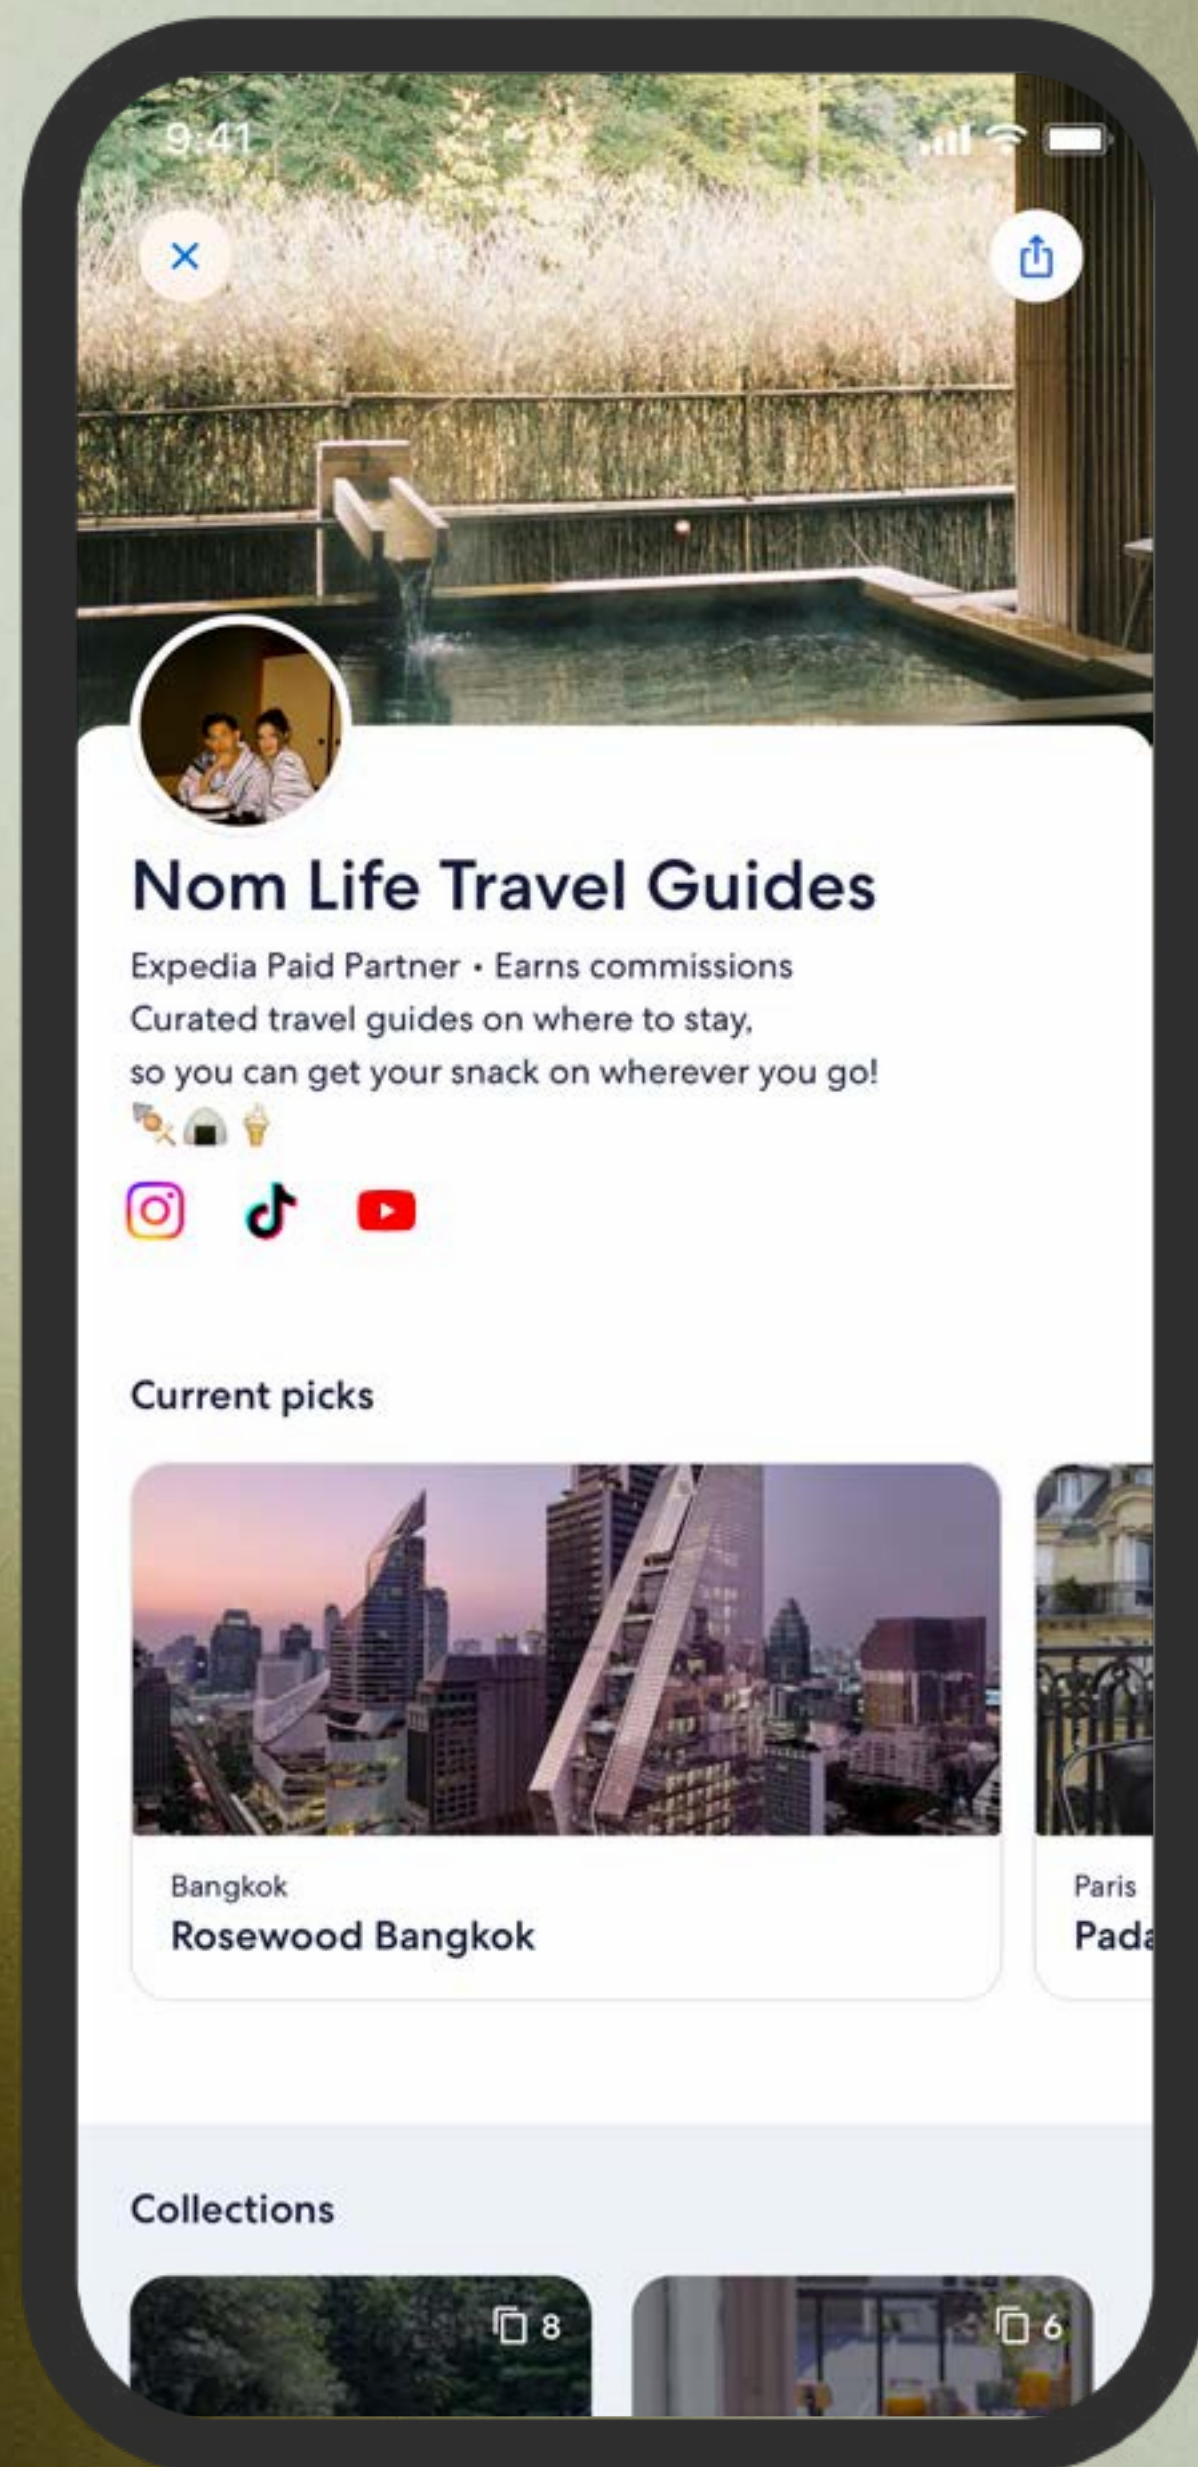 9:41
Nom Life Travel Guides
Expedia Paid Partner • Earns commissions
Curated travel guides on where to stay,
so you can get your snack on wherever you go!
🍢🍙🍦
Current picks
Bangkok
Rosewood Bangkok
Paris
Pada
Collections
8
6